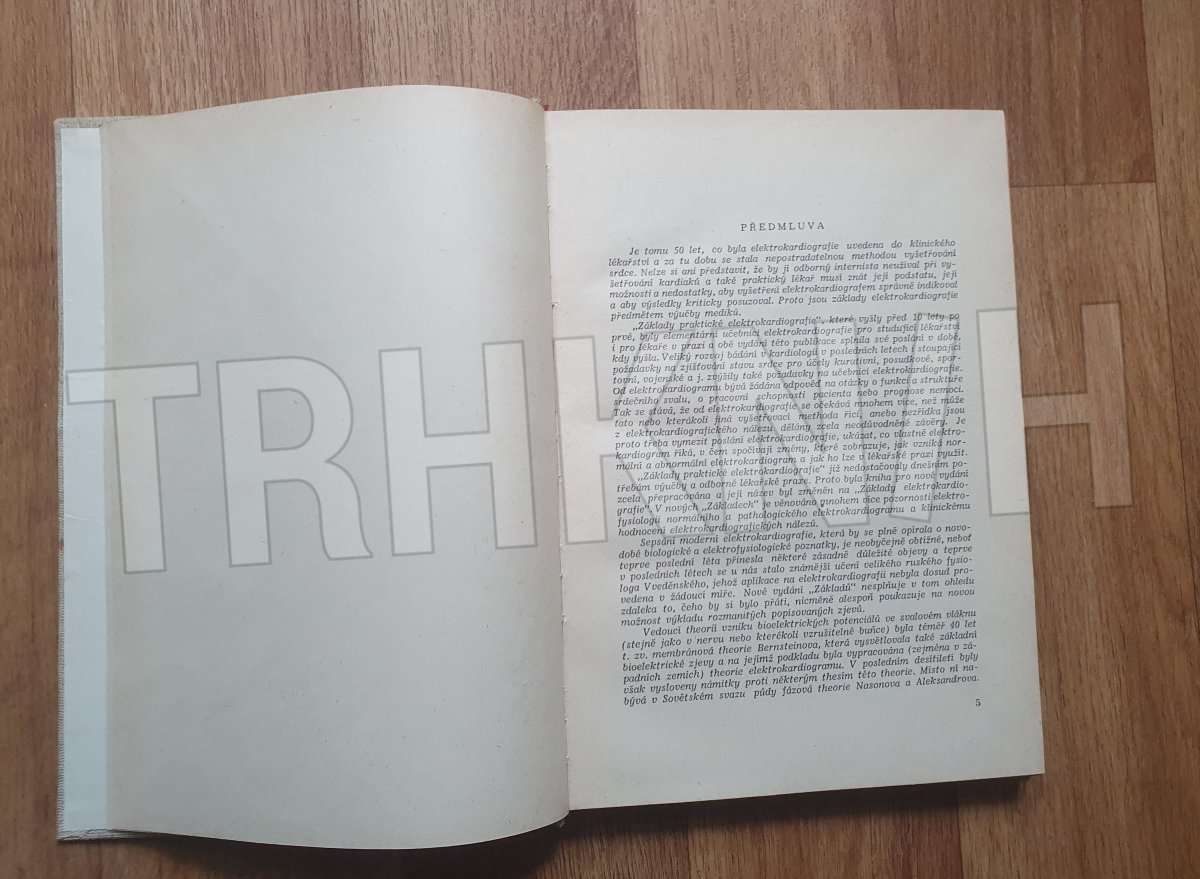 PŘEDMLUVA
Je tomu 50 let, co byla elektrokardiografie uvedena do klinického
lékařství a za tu dobu se stala nepostradatelnou methodou vyšetřování
srdce. Nelze si ani představit, že by ji odborný internista neužíval při vy-
šetřování kardiaků a také praktický lékař musí znát její podstatu, její
možnosti a nedostatky, aby vyšetření elektrokardiografem správně indikoval
a aby výsledky kriticky posuzoval. Proto jsou základy elektrokardiografie
předmětem výučby mediků.
„Základy praktické elektrokardiografie“, které vyšly před 10 lety po
prvé, byly elementární učebnicí elektrokardiografie pro studující lékařství
i pro lékaře v praxi a obě vydání této publikace splnila své poslání v době,
kdy vyšla. Veliký rozvoj bádání v kardiologii v posledních letech i stoupající
požadavky na zjišťování stavu srdce pro účely kurativní, posudkové, spor-
tovní, vojenské a j. zvýšily také požadavky na učebnici elektrokardiografie.
Od elektrokardiogramu bývá žádána odpověď na otázky o funkci a struktuře
srdečního svalu, o pracovní schopnosti pacienta nebo prognose nemoci.
Tak se stává, že od elektrokardiografie se očekává mnohem více, než může
tato nebo kterákoli jiná vyšetřovací methoda říci, anebo nezřídka jsou
z elektrokardiografického nálezu dělány zcela neodůvodněné závěry. Je
proto třeba vymezit poslání elektrokardiografie, ukázat, co vlastně elektro-
kardiogram říká, v čem spočívají změny, které zobrazuje, jak vzniká nor-
mální a abnormální elektrokardiogram a jak ho lze v lékařské praxi využít.
„Základy praktické elektrokardiografie“ již nedostačovaly dnešním po-
třebám výučby a odborné lékařské praxe. Proto byla kniha pro nové vydání
zcela přepracována a její název byl změněn na „Základy elektrokardio-
grafie“. V nových „Základech“ je věnováno mnohem více pozornosti elektro-
fysiologii normálního a pathologického elektrokardiogramu a klinickému
hodnocení elektrokardiografických nálezů.
Sepsání moderní elektrokardiografie, která by se plně opírala o novo-
dobé biologické a elektrofysiologické poznatky, je neobyčejně obtížné, neboť
teprve poslední léta přinesla některé zásadně důležité objevy a teprve
v posledních létech se u nás stalo známější učení velikého ruského fysio-
loga Vveděnského, jehož aplikace na elektrokardiografii nebyla dosud pro-
vedena v žádoucí míře. Nové vydání „Základů“ nesplňuje v tom ohledu
zdaleka to, čeho by si bylo přáti, nicméně alespoň poukazuje na novou
možnost výkladu rozmanitých popisovaných zjevů.
Vedoucí theorií vzniku bioelektrických potenciálů ve svalovém vláknu
(stejně jako v nervu nebo kterékoli vzrušitelné buňce) byla téměř 40 let
t. zv. membránová theorie Bernsteinova, která vysvětlovala také základní
bioelektrické zjevy a na jejímž podkladu byla vypracována (zejména v zá-
padních zemích) theorie elektrokardiogramu. V posledním desítiletí byly
však vysloveny námitky proti některým thesím této theorie. Místo ní na-
bývá v Sovětském svazu půdy fázová theorie Nasonova a Aleksandrova.
5
TRHKNIH